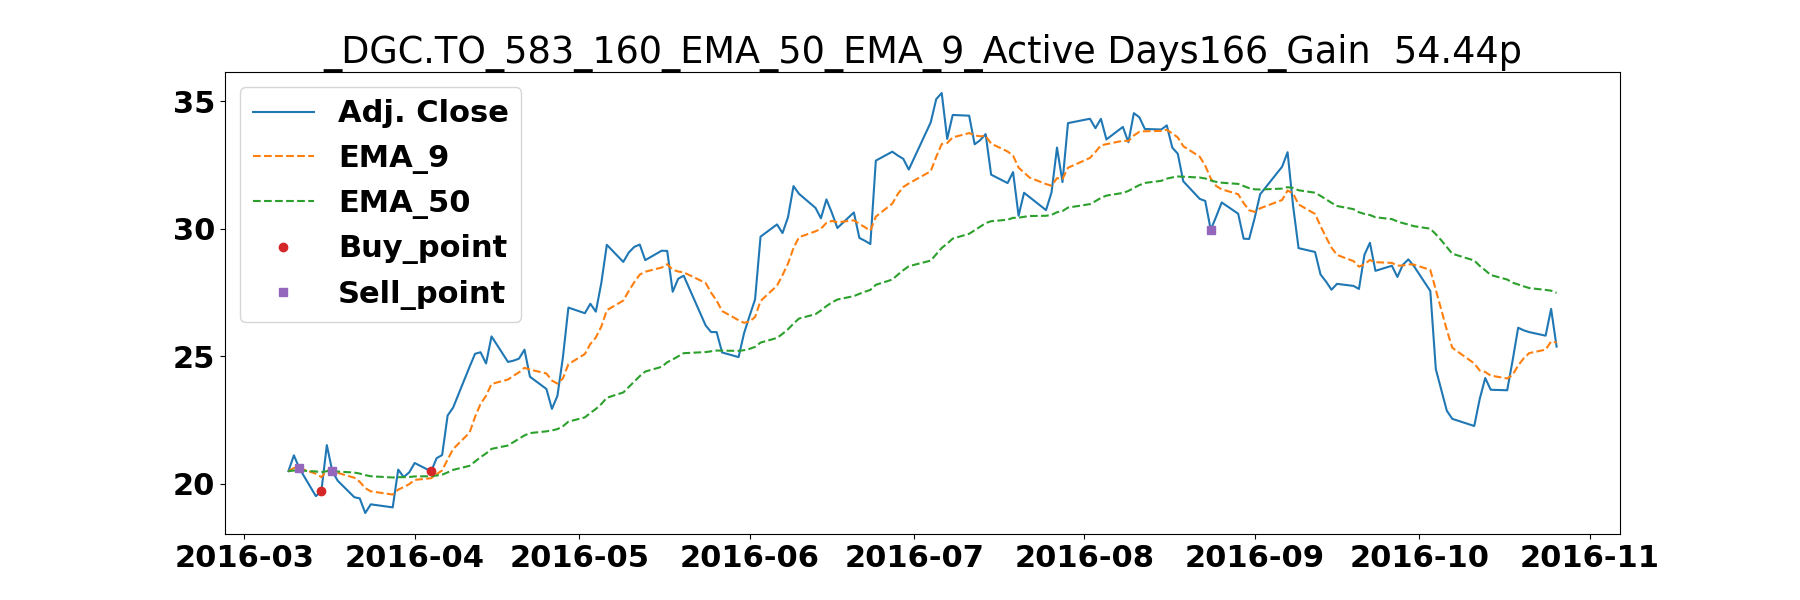 _DGC.TO_583_160_EMA_50_EMA_9_Active Days166_Gain  54.44p
35
30
25
20
Adj. Close
EMA_9
EMA_50
Buy_point
Sell_point
2016-03 2016-04 2016-05 2016-06 2016-07 2016-08 2016-09 2016-10 2016-11